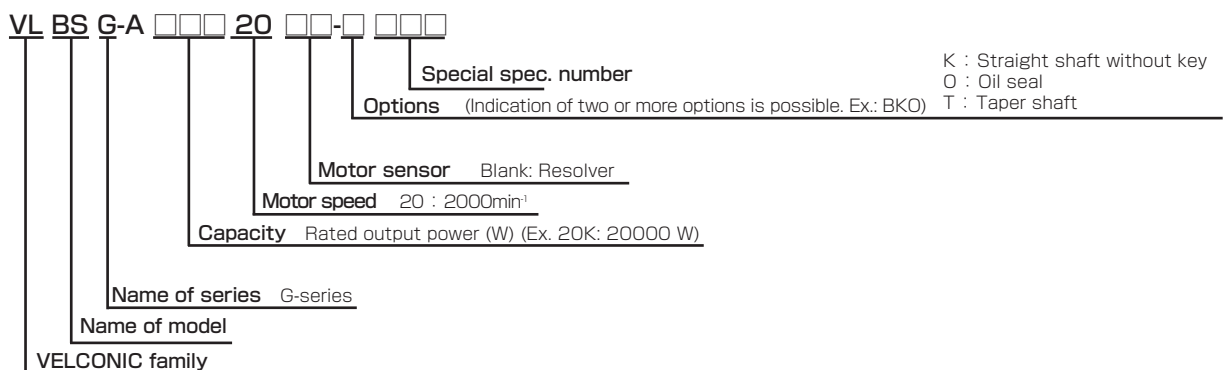 VL BS G-A □□□ 20 □□-□ □□□
Special spec. number
K : Straight shaft without key
O : Oil seal
Options (Indication of two or more options is possible. Ex.: BKO) T : Taper shaft
Motor sensor Blank: Resolver
Motor speed 20 : 2000min-1
Capacity Rated output power (W) (Ex. 20K: 20000 W)
Name of series G-series
Name of model
VELCONIC family